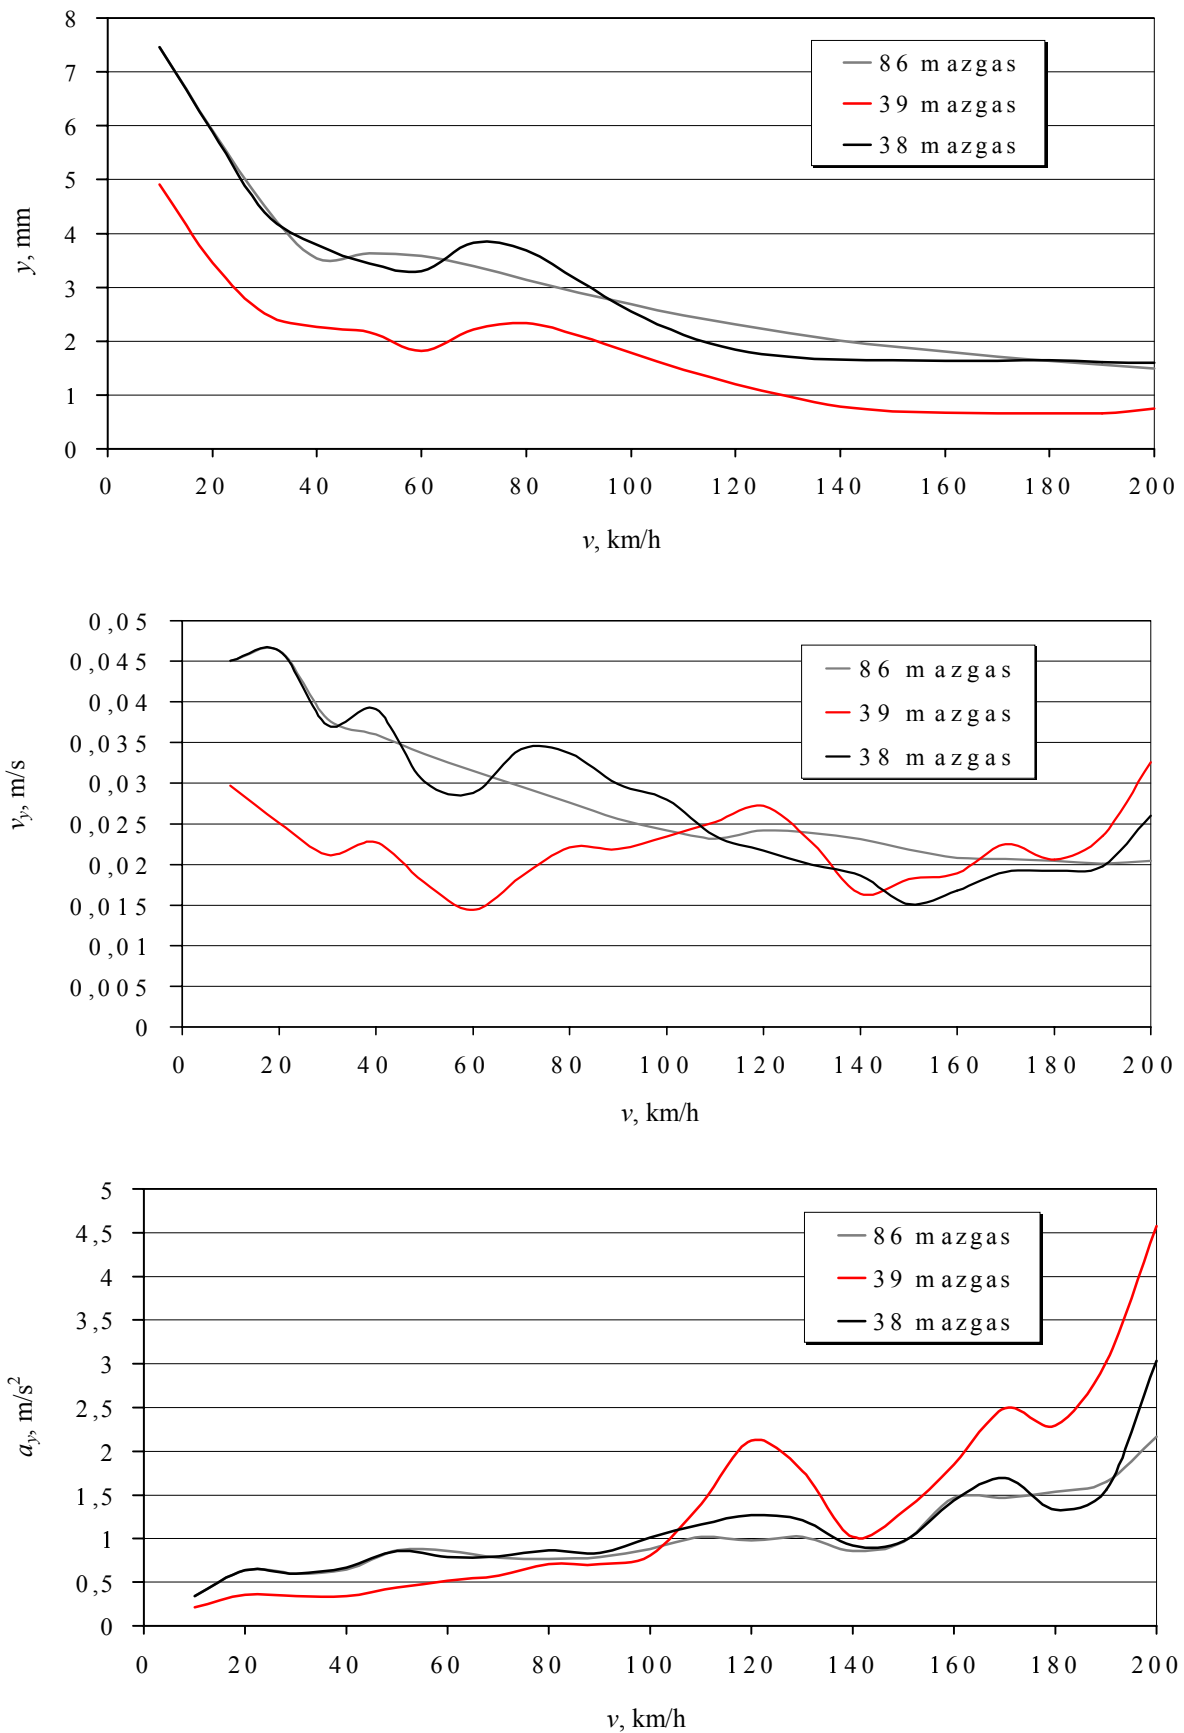 8
7
6
5
4
3
2
1
0
y, mm
86 mazgas
39 mazgas
38 mazgas
0 20 40 60 80 100 120 140 160 180 200
v, km/h
0,05
0,045
0,04
0,035
0,03
0,025
0,02
0,015
0,01
0,005
0
v_y, m/s
86 mazgas
39 mazgas
38 mazgas
0 20 40 60 80 100 120 140 160 180 200
v, km/h
5
4,5
4
3,5
3
2,5
2
1,5
1
0,5
0
a_y, m/s²
86 mazgas
39 mazgas
38 mazgas
0 20 40 60 80 100 120 140 160 180 200
v, km/h